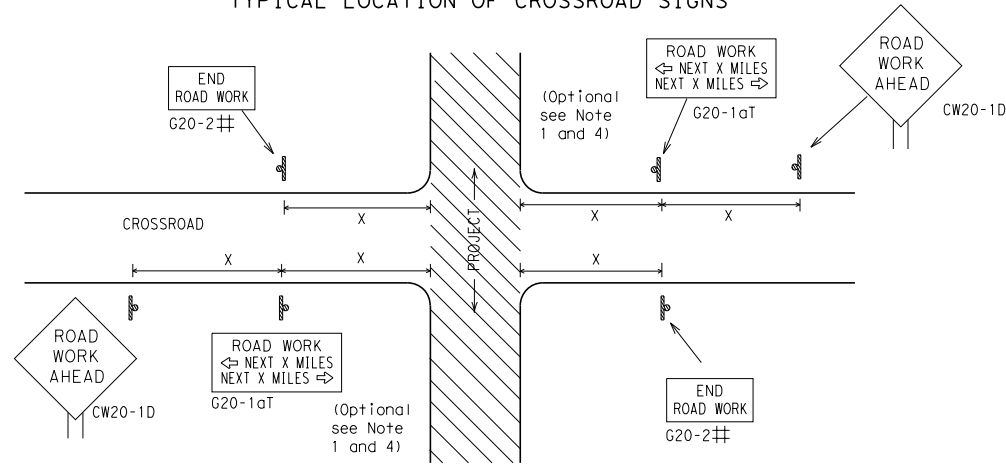 TYPICAL LOCATION OF CROSSROAD SIGNS
END
ROAD WORK
G20-2⌗
(Optional
see Note
1 and 4)
ROAD WORK
⇦ NEXT X MILES
NEXT X MILES ⇨
G20-1aT
ROAD
WORK
AHEAD
CW20-1D
CROSSROAD
X
X
X
PROJECT
X
X
X
ROAD
WORK
AHEAD
CW20-1D
ROAD WORK
⇦ NEXT X MILES
NEXT X MILES ⇨
G20-1aT
(Optional
see Note
1 and 4)
END
ROAD WORK
G20-2⌗